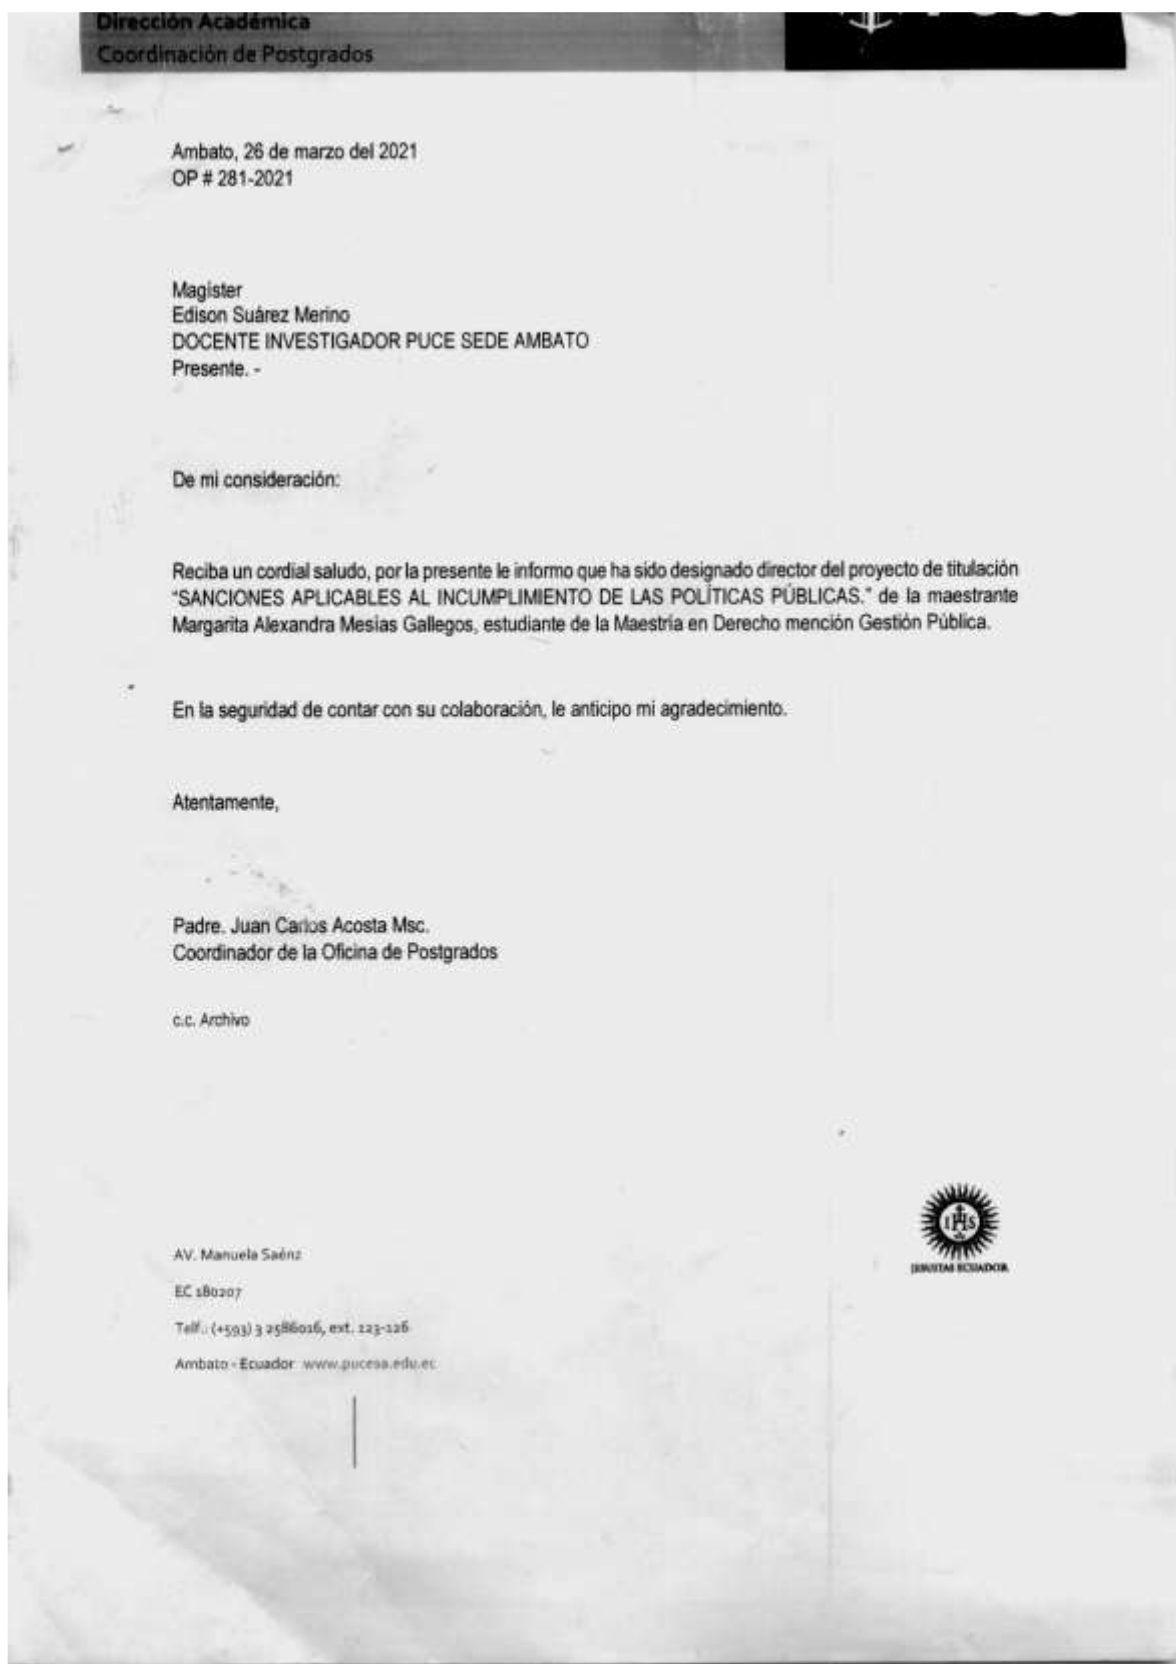 Dirección Académica
Coordinación de Postgrados
Ambato, 26 de marzo del 2021
OP # 281-2021
Magister
Edison Suárez Merino
DOCENTE INVESTIGADOR PUCE SEDE AMBATO
Presente. -
De mi consideración:
Reciba un cordial saludo, por la presente le informo que ha sido designado director del proyecto de titulación
“SANCIONES APLICABLES AL INCUMPLIMIENTO DE LAS POLÍTICAS PÚBLICAS.” de la maestrante
Margarita Alexandra Mesías Gallegos, estudiante de la Maestría en Derecho mención Gestión Pública.
En la seguridad de contar con su colaboración, le anticipo mi agradecimiento.
Atentamente,
Padre. Juan Carlos Acosta Msc.
Coordinador de la Oficina de Postgrados
c.c. Archivo
IHS
JESUITAS ECUADOR
AV. Manuela Saénz
EC 180207
Telf.: (+593) 3 2586016, ext. 123-126
Ambato - Ecuador www.pucesa.edu.ec